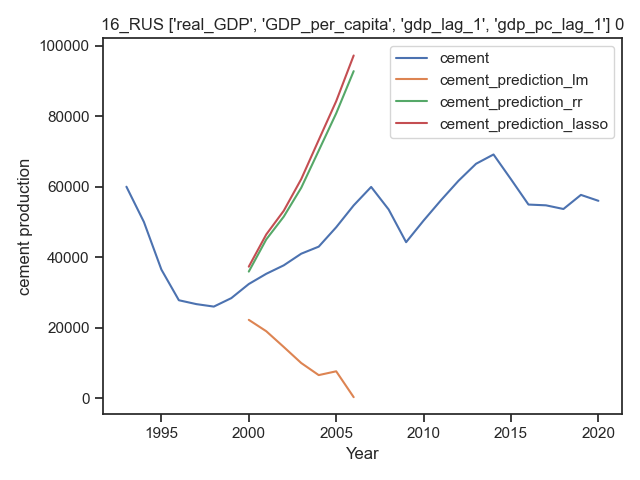 16_RUS ['real_GDP', 'GDP_per_capita', 'gdp_lag_1', 'gdp_pc_lag_1'] 0
100000
80000
60000
40000
20000
0
cement production
cement
cement_prediction_lm
cement_prediction_rr
cement_prediction_lasso
1995 2000 2005 2010 2015 2020
Year